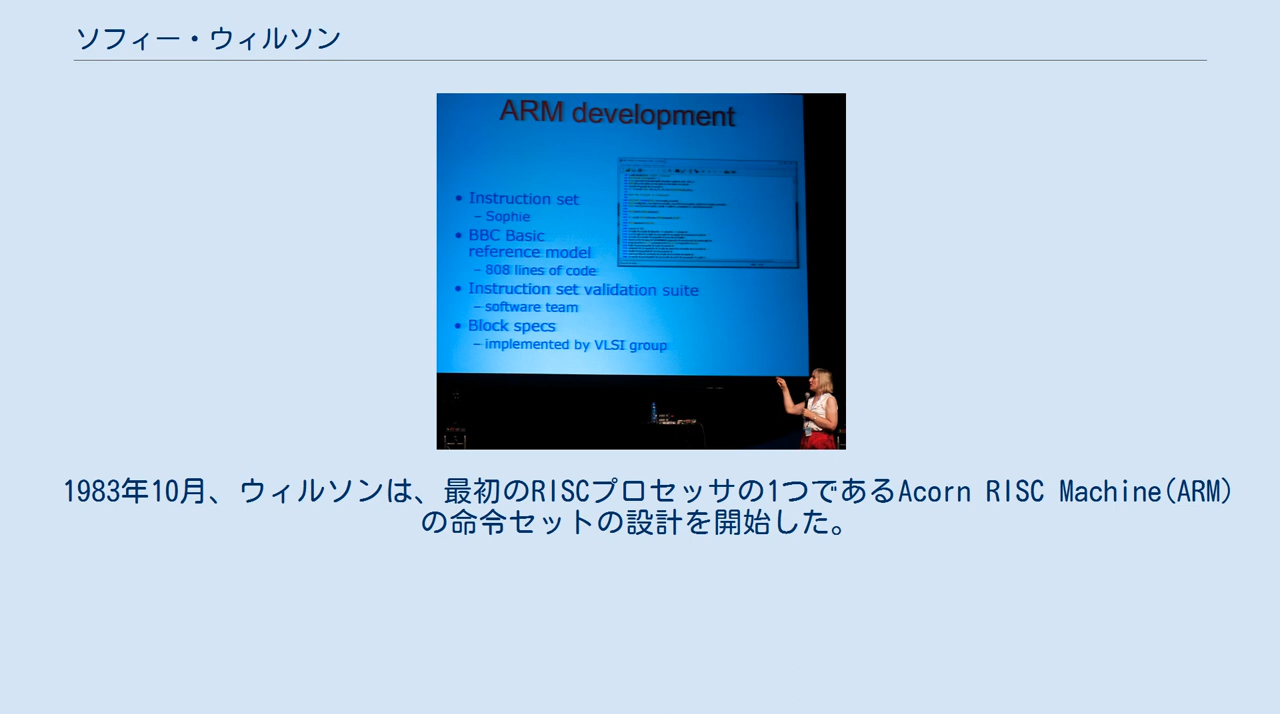 ソフィー・ウィルソン
ARM development
• Instruction set
– Sophie
• BBC Basic
reference model
– 808 lines of code
• Instruction set validation suite
– software team
• Block specs
– implemented by VLSI group
1983年10月、ウィルソンは、最初のRISCプロセッサの1つであるAcorn RISC Machine(ARM)
の命令セットの設計を開始した。